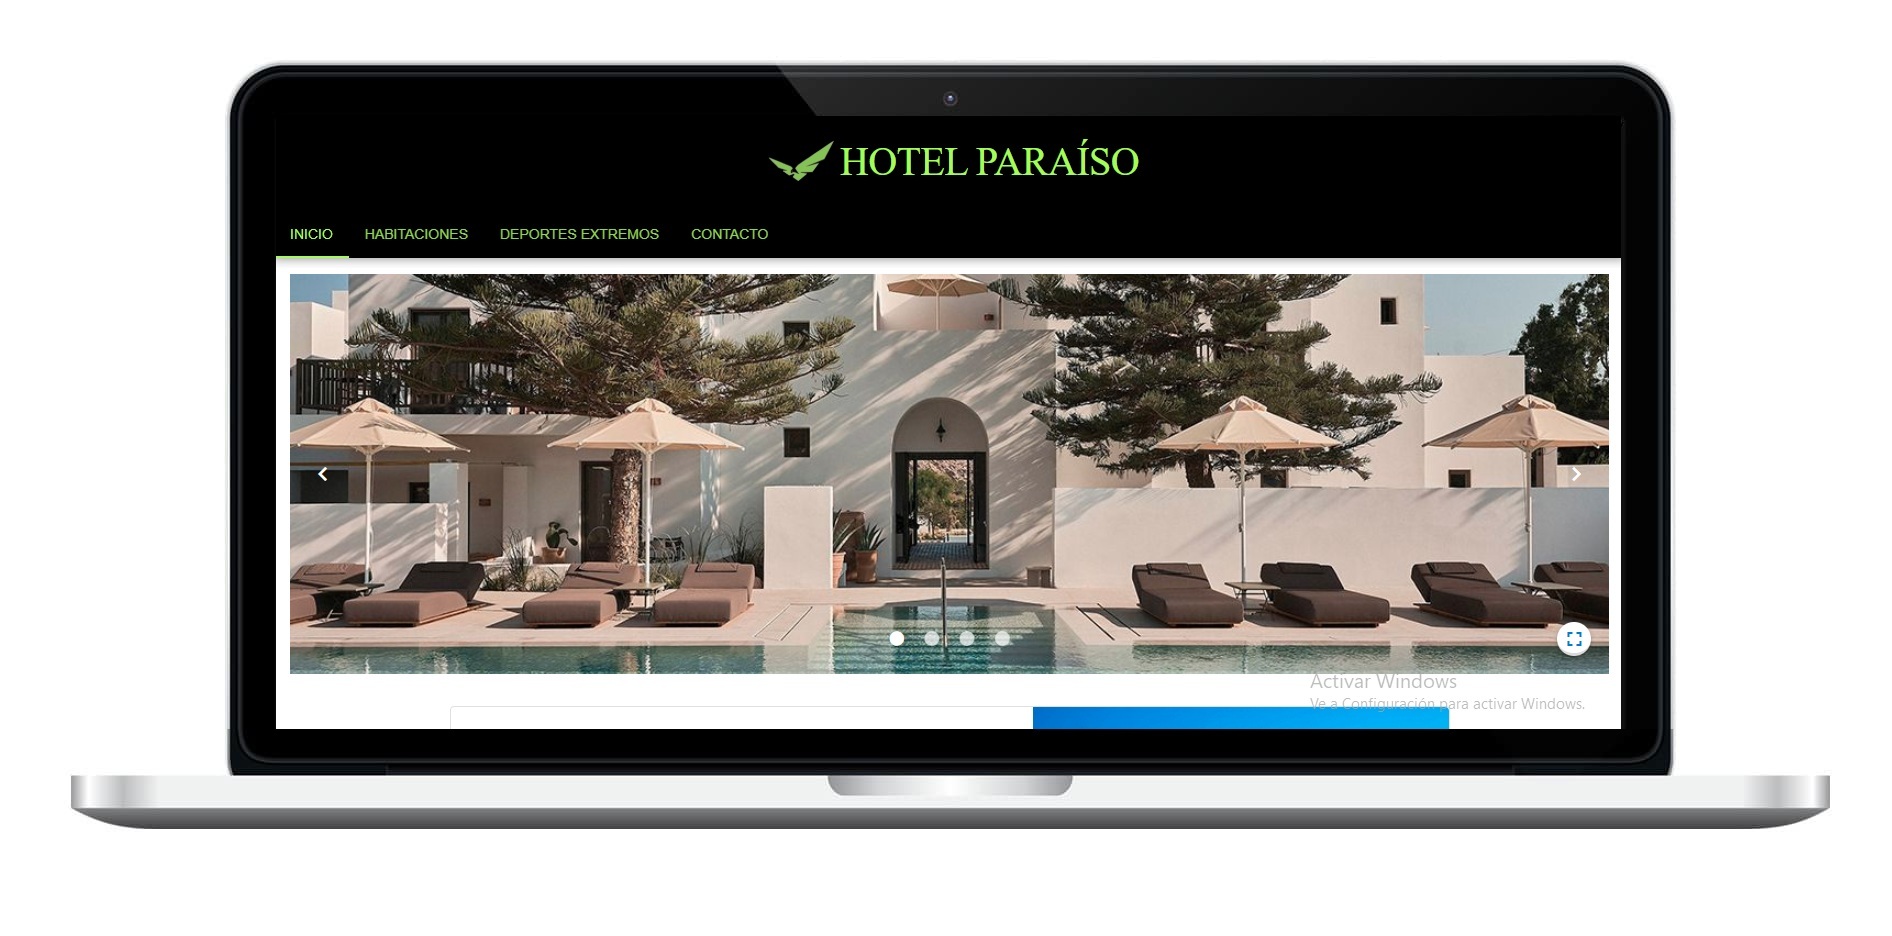 HOTEL PARAÍSO
INICIO HABITACIONES DEPORTES EXTREMOS CONTACTO
Activar Windows
Ve a Configuración para activar Windows.